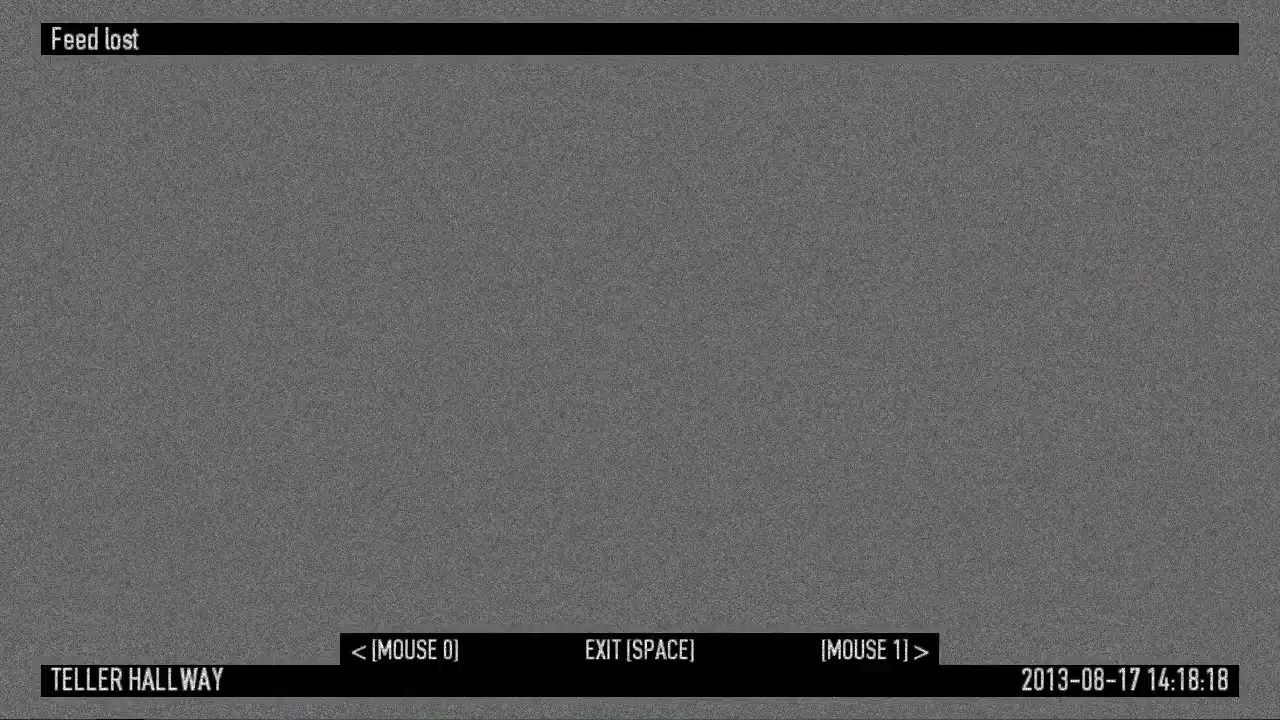 Feed lost
< [MOUSE 0] EXIT [SPACE] [MOUSE 1] >
TELLER HALLWAY 2013-08-17 14:18:18